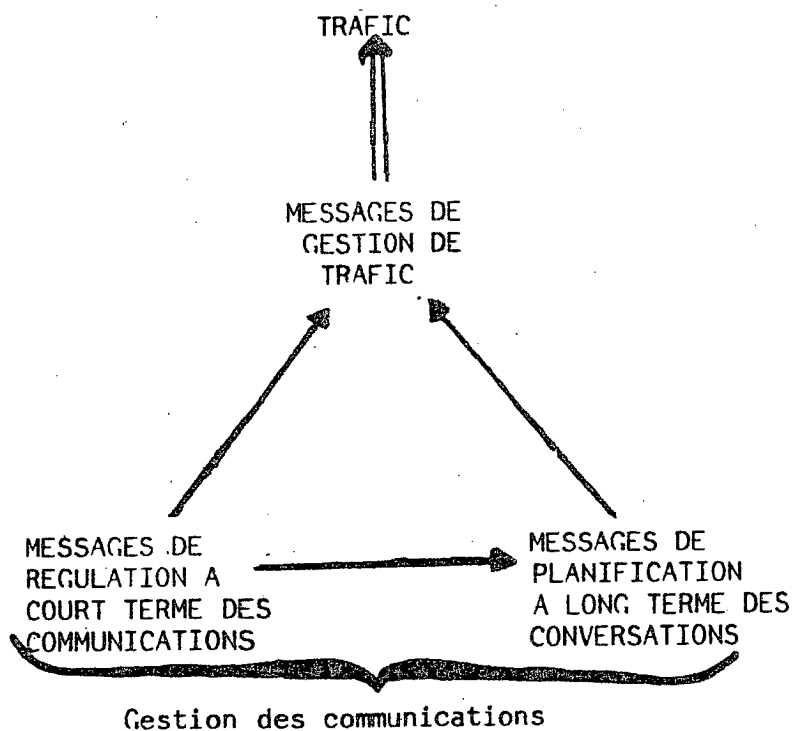 TRAFIC
MESSAGES DE
GESTION DE
TRAFIC
MESSAGES DE
REGULATION A
COURT TERME DES
COMMUNICATIONS
MESSAGES DE
PLANIFICATION
A LONG TERME DES
CONVERSATIONS
Gestion des communications